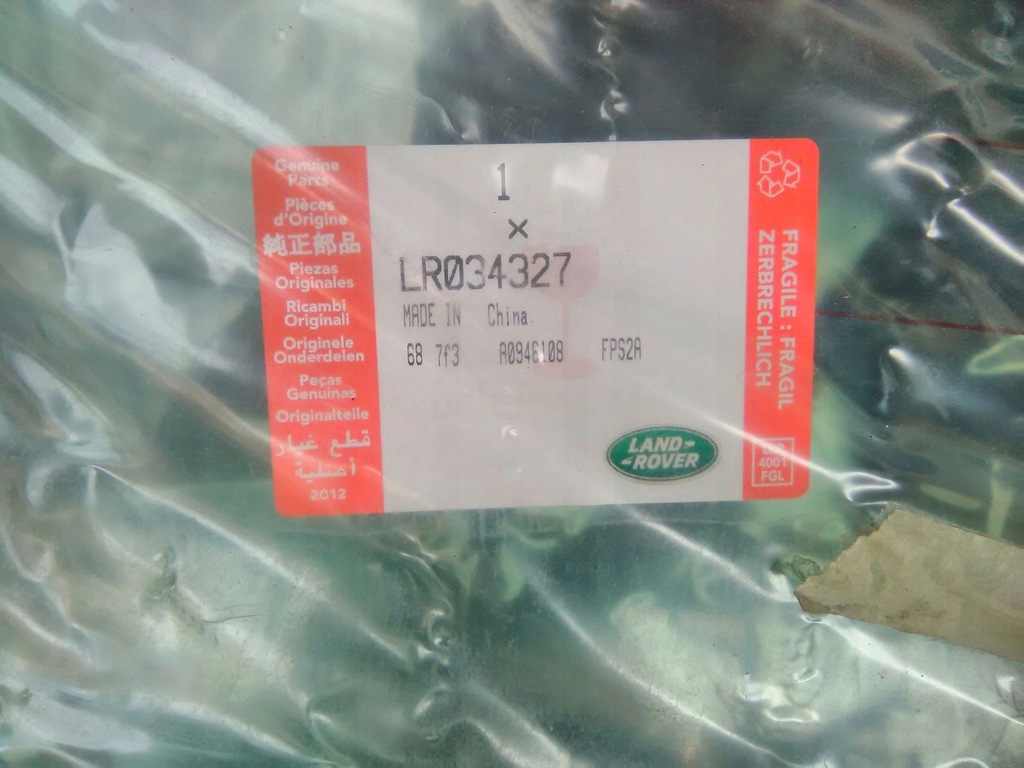 Genuine
Parts
Pièces
d'Origine
純正部品
Piezas
Originales
Ricambi
Originali
Originele
Onderdelen
Peças
Genuínas
Originalteile
قطع غيار
أصلية
2012
1
×
LR034327
MADE IN China
68 7f3 A0946108 FPS2A
LAND-
-ROVER
FRAGILE : FRAGIL
ZERBRECHLICH
4001
FGL